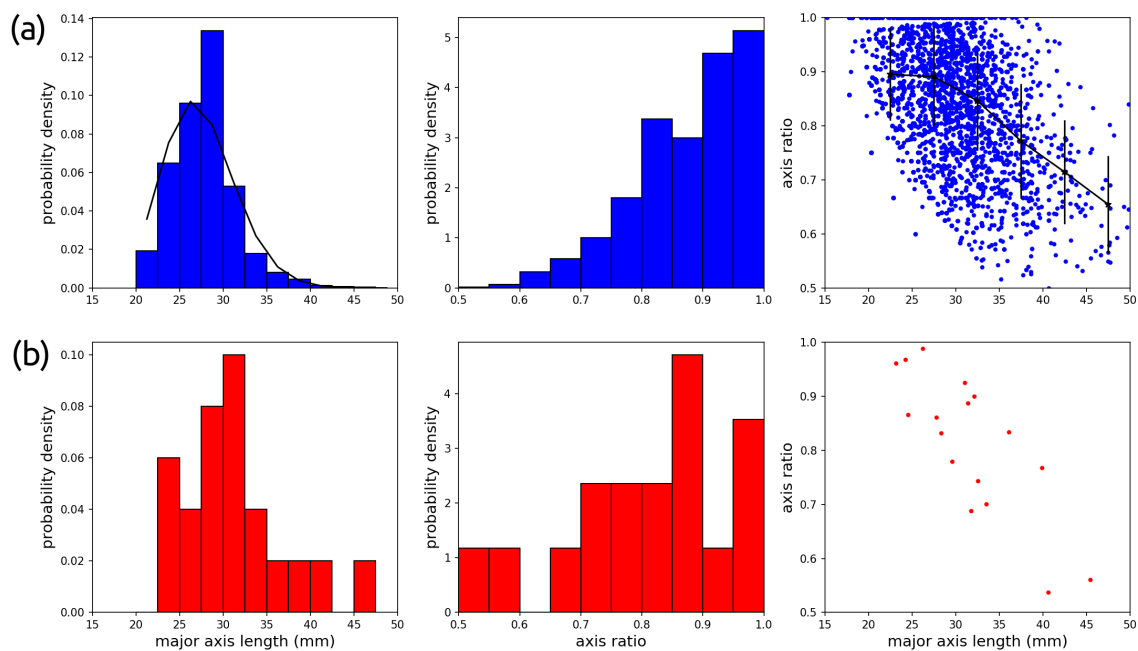 (a)
probability density
0.14
0.12
0.10
0.08
0.06
0.04
0.02
0.00
15 20 25 30 35 40 45 50
probability density
5
4
3
2
1
0
0.5 0.6 0.7 0.8 0.9 1.0
axis ratio
1.0
0.9
0.8
0.7
0.6
0.5
15 20 25 30 35 40 45 50
(b)
probability density
0.10
0.08
0.06
0.04
0.02
0.00
15 20 25 30 35 40 45 50
major axis length (mm)
probability density
4
3
2
1
0
0.5 0.6 0.7 0.8 0.9 1.0
axis ratio
axis ratio
1.0
0.9
0.8
0.7
0.6
0.5
15 20 25 30 35 40 45 50
major axis length (mm)